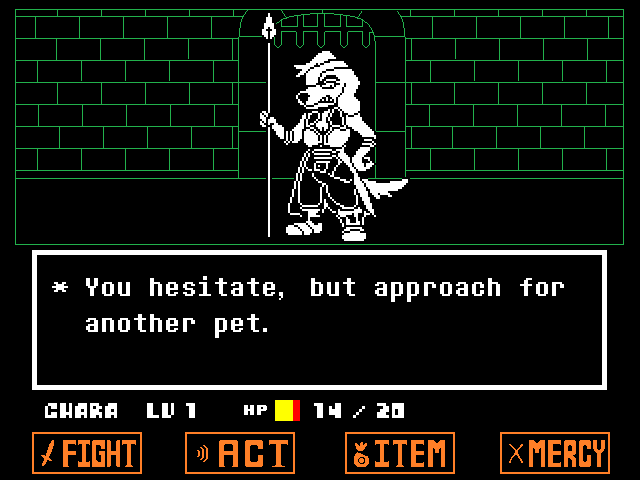 * You hesitate, but approach for
another pet.
CHARA LV 1 HP 14 / 20
FIGHT ACT ITEM MERCY